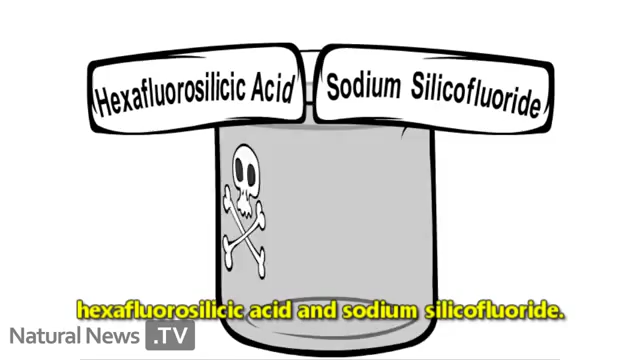 Hexafluorosilicic Acid
Sodium Silicofluoride
hexafluorosilicic acid and sodium silicofluoride.
Natural News .TV